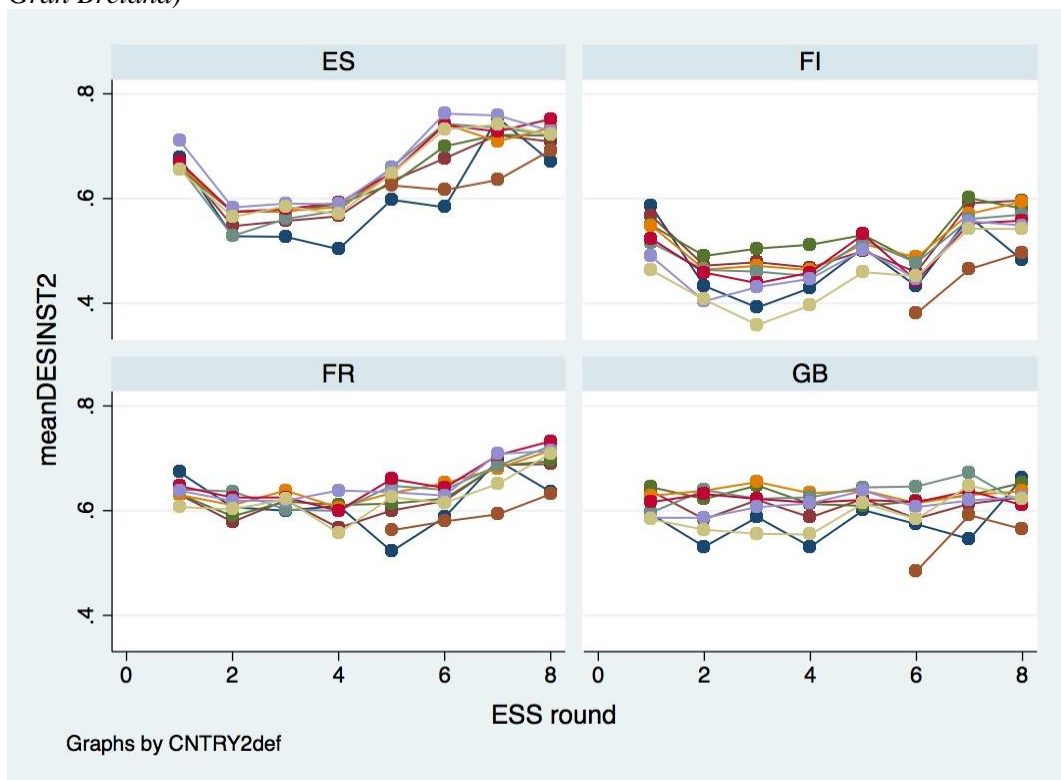 Gran Bretaña)
ES
FI
.8
.6
.4
meanDESINST2
FR
GB
.8
.6
.4
0 2 4 6 8 0 2 4 6 8
ESS round
Graphs by CNTRY2def